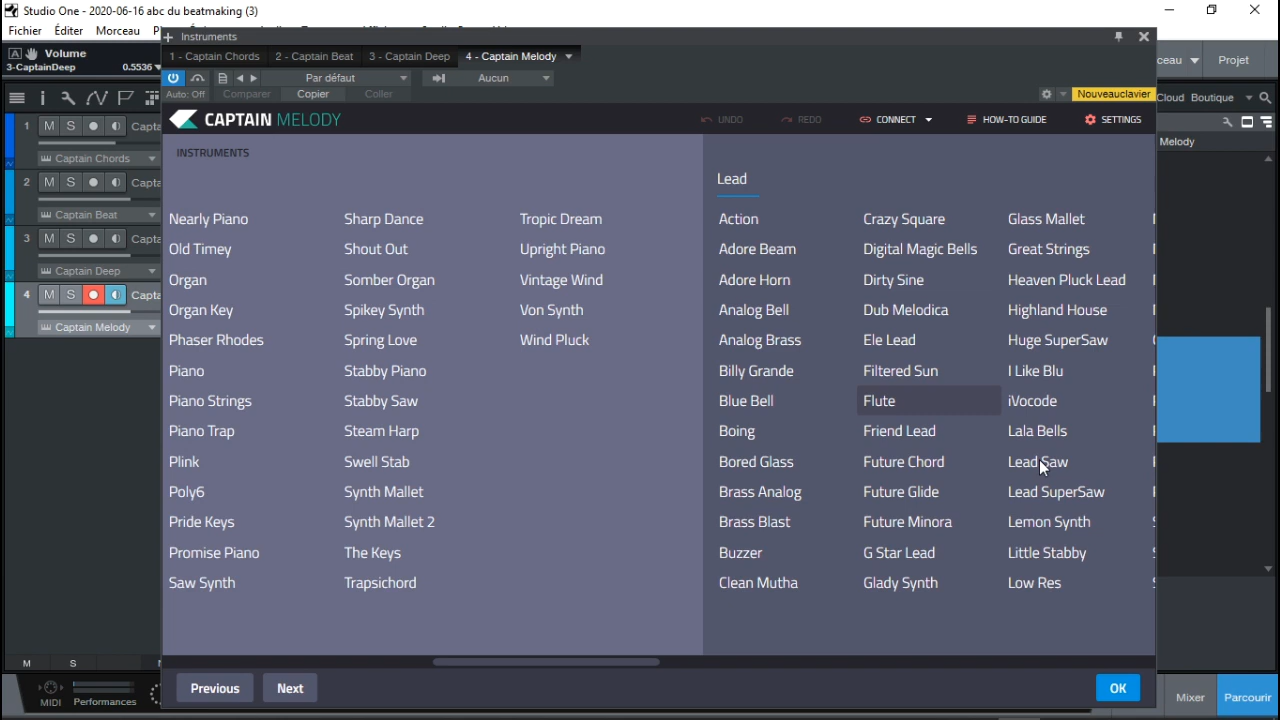 Studio One - 2020-06-16 abc du beatmaking (3)
Fichier Éditer Morceau
Instruments
A Volume
3-CaptainDeep 0.5536
1 - Captain Chords 2 - Captain Beat 3 - Captain Deep 4 - Captain Melody
Projet
Par défaut Aucun
Auto: Off Comparer Copier Coller Nouveauclavier
Cloud Boutique
CAPTAIN MELODY UNDO REDO CONNECT HOW-TO GUIDE SETTINGS
1 M S
Captain Chords
2 M S
Captain Beat
3 M S
Captain Deep
4 M S
Captain Melody
Melody
INSTRUMENTS
Nearly Piano Sharp Dance Tropic Dream
Old Timey Shout Out Upright Piano
Organ Somber Organ Vintage Wind
Organ Key Spikey Synth Von Synth
Phaser Rhodes Spring Love Wind Pluck
Piano Stabby Piano
Piano Strings Stabby Saw
Piano Trap Steam Harp
Plink Swell Stab
Poly6 Synth Mallet
Pride Keys Synth Mallet 2
Promise Piano The Keys
Saw Synth Trapsichord
Lead
Action Crazy Square Glass Mallet
Adore Beam Digital Magic Bells Great Strings
Adore Horn Dirty Sine Heaven Pluck Lead
Analog Bell Dub Melodica Highland House
Analog Brass Ele Lead Huge SuperSaw
Billy Grande Filtered Sun I Like Blu
Blue Bell Flute iVocode
Boing Friend Lead Lala Bells
Bored Glass Future Chord Lead Saw
Brass Analog Future Glide Lead SuperSaw
Brass Blast Future Minora Lemon Synth
Buzzer G Star Lead Little Stabby
Clean Mutha Glady Synth Low Res
M S
Previous Next OK
MIDI Performances Mixer Parcourir